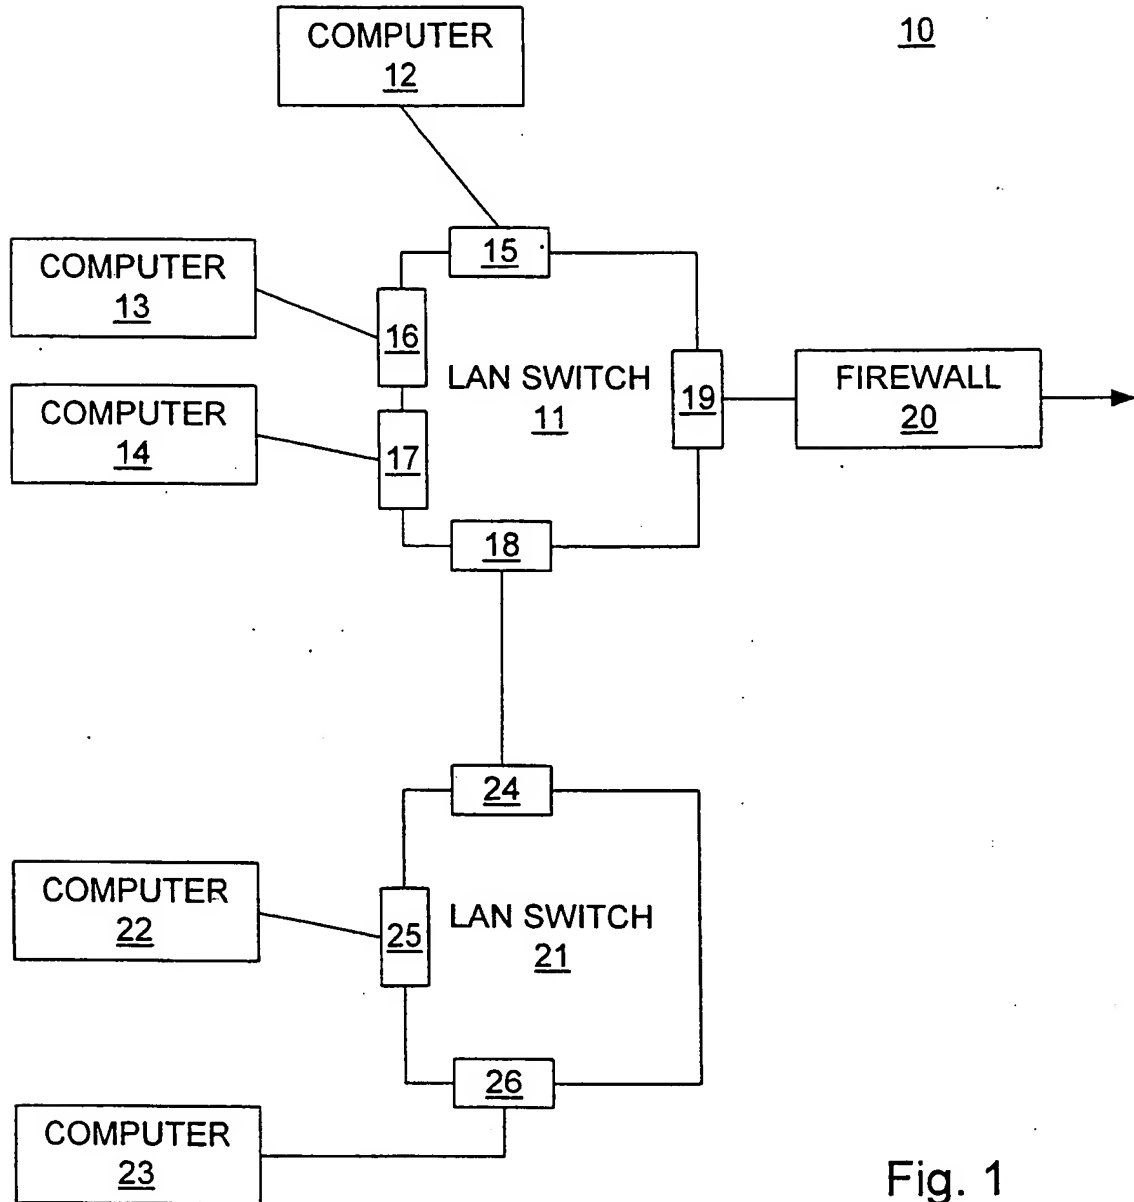 COMPUTER
12
10
COMPUTER
13
15
16
LAN SWITCH
11
19
FIREWALL
20
COMPUTER
14
17
18
24
COMPUTER
22
25
LAN SWITCH
21
26
COMPUTER
23
Fig. 1